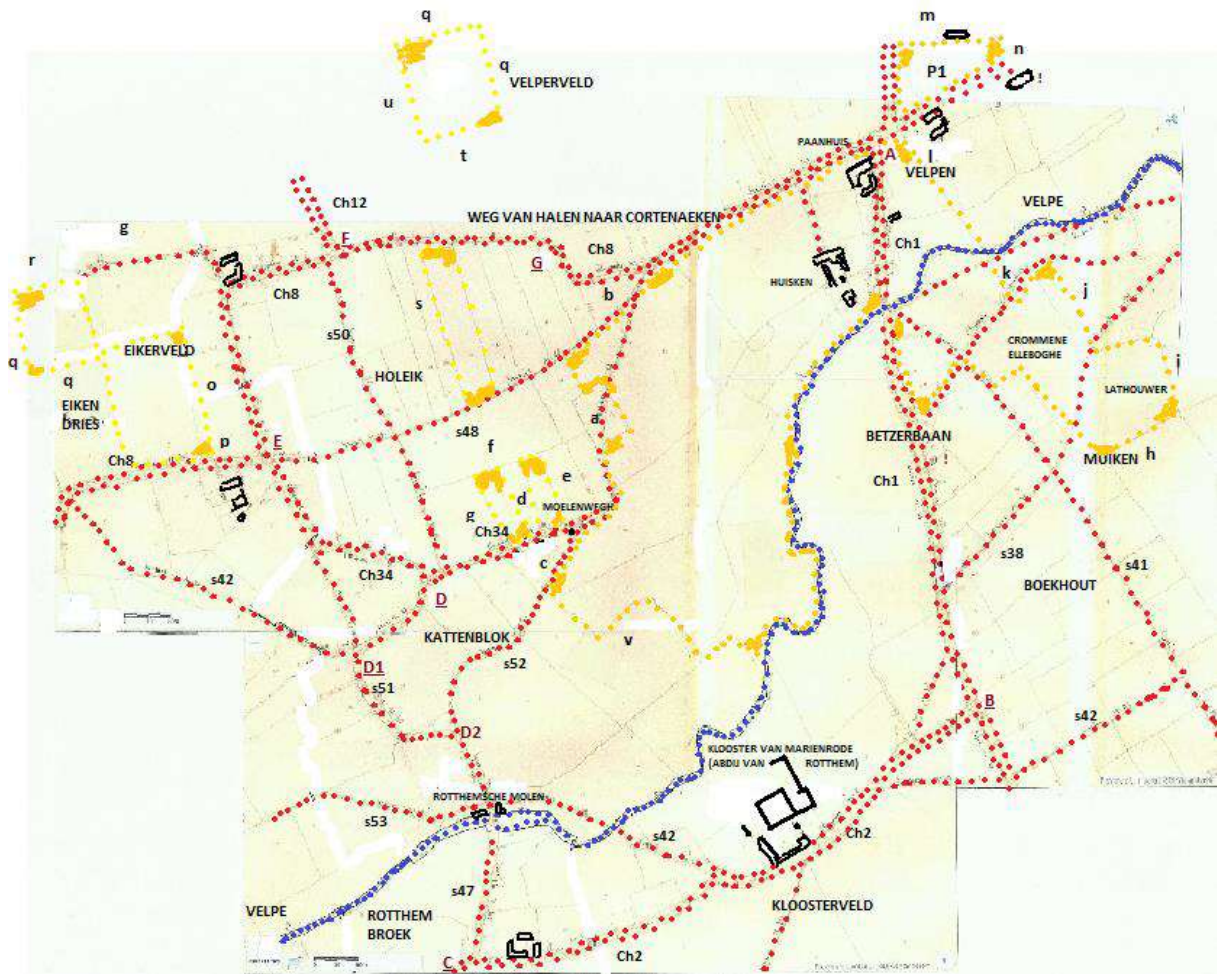 q
m
n
q
VELPERVELD
P1
!
u
t
PAANHUIS
A
l
VELPEN
Ch12
WEG VAN HALEN NAAR CORTENAEKEN
VELPE
g
F
Ch8
Ch1
r
G
Ch8
b
s
HUISKEN
k
j
s50
EIKERVELD
CROMMENE
ELLEBOGHE
i
q
q
o
HOLEIK
LATHOUWER
EIKEN
DRIES
a
p
E
s48
BETZERBAAN
Ch8
f
MUIKEN
h
e
!
Ch1
d
g
MOELENWEGH
Ch34
s42
Ch34
c
s38
s41
BOEKHOUT
D
KATTENBLOK
v
D1
s52
s51
B
D2
s42
KLOOSTER VAN MARIENRODE
(ABDIJ VAN ROTTHEM)
ROTTHEMSCHE MOLEN
s53
s42
Ch2
s47
VELPE
ROTTHEM
BROEK
KLOOSTERVELD
C
Ch2